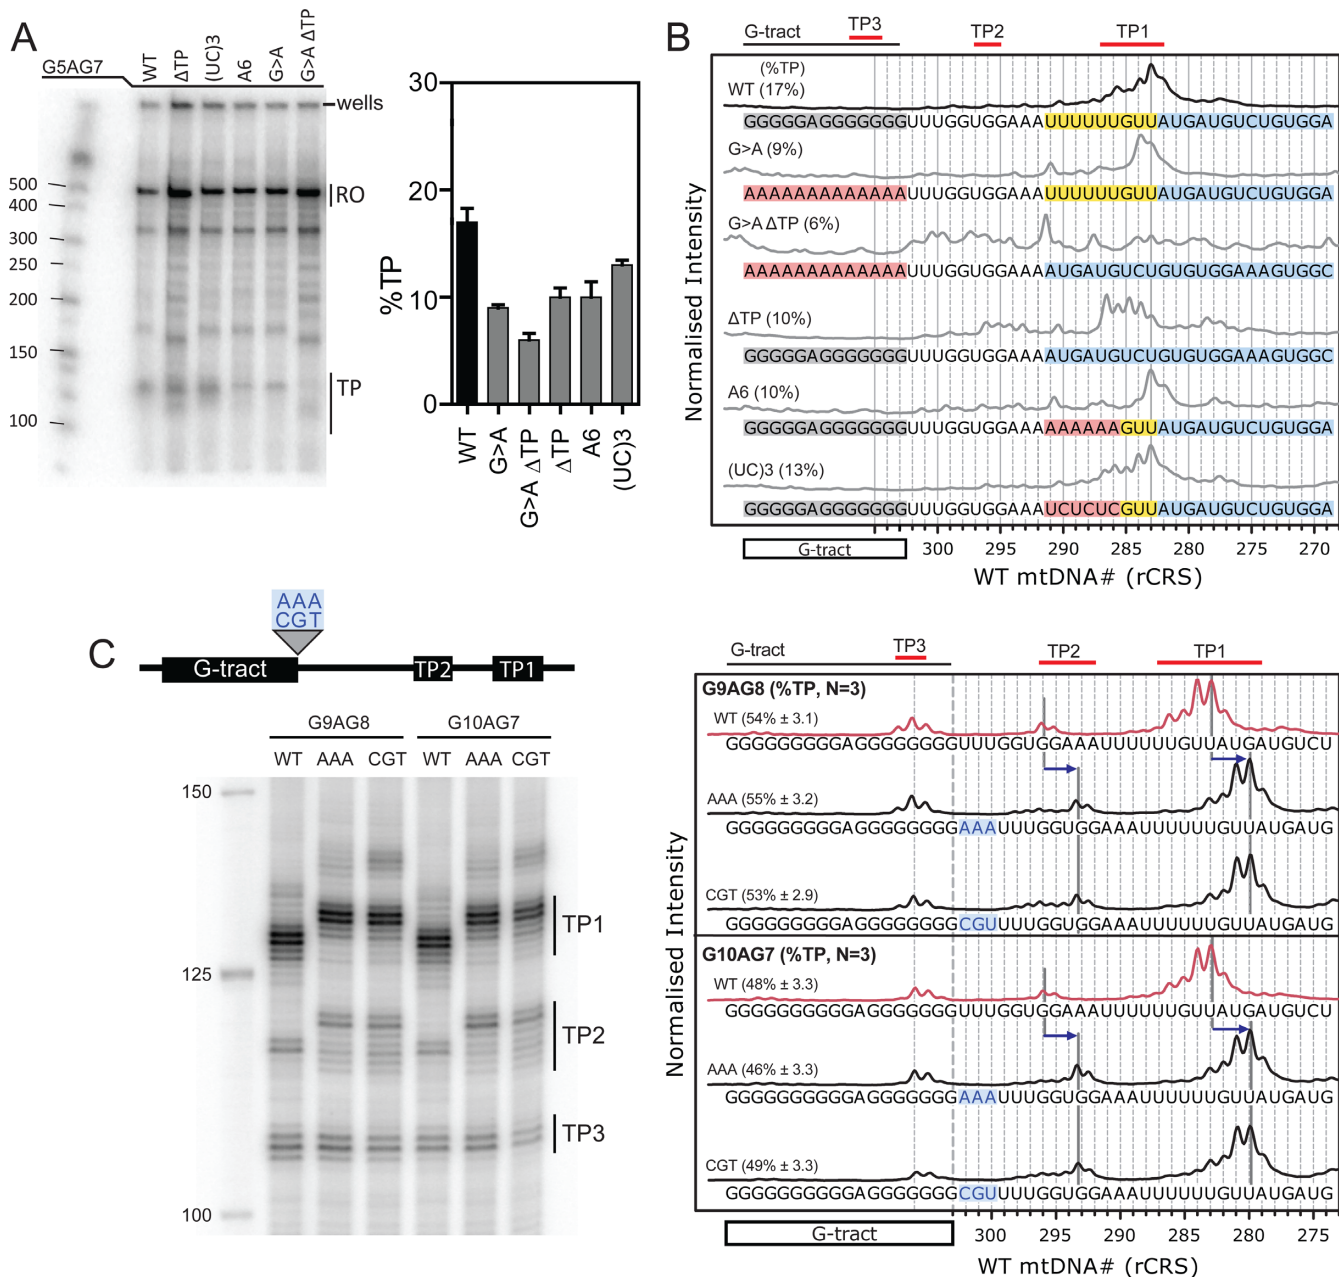 A
G5AG7
WT
ΔTP
(UC)3
A6
G>A
G>A ΔTP
wells
500
400
300
250
200
150
100
RO
TP
%TP
30
20
10
0
WT
G>A
G>A ΔTP
ΔTP
A6
(UC)3
B
G-tract
TP3
TP2
TP1
Normalised Intensity
(%TP)
WT (17%)
GGGGGAGGGGGGGUUUGGUGGAAAUUUUUUGUUAUGAUGUCUGUGGA
G>A (9%)
AAAAAAAAAAAAAUUUGGUGGAAAUUUUUUGUUAUGAUGUCUGUGGA
G>A ΔTP (6%)
AAAAAAAAAAAAAUUUGGUGGAAAAUGAUGUCUGUGUGGAAAGUGGC
ΔTP (10%)
GGGGGAGGGGGGGUUUGGUGGAAAAUGAUGUCUGUGUGGAAAGUGGC
A6 (10%)
GGGGGAGGGGGGGUUUGGUGGAAAAAAAAAGUUAUGAUGUCUGUGGA
(UC)3 (13%)
GGGGGAGGGGGGGUUUGGUGGAAAUCUCUCGUUAUGAUGUCUGUGGA
G-tract
300 295 290 285 280 275 270
WT mtDNA# (rCRS)
C
AAA
CGT
G-tract
TP2
TP1
G9AG8
G10AG7
WT AAA CGT WT AAA CGT
150
125
100
TP1
TP2
TP3
G-tract
TP3
TP2
TP1
Normalised Intensity
G9AG8 (%TP, N=3)
WT (54% ± 3.1)
GGGGGGGGGAGGGGGGGGUUUGGUGGAAAUUUUUUGUUAUGAUGUCU
AAA (55% ± 3.2)
GGGGGGGGGAGGGGGGGGAAAUUUGGUGGAAAUUUUUUGUUAUGAUG
CGT (53% ± 2.9)
GGGGGGGGGAGGGGGGGGCGUUUUGGUGGAAAUUUUUUGUUAUGAUG
G10AG7 (%TP, N=3)
WT (48% ± 3.3)
GGGGGGGGGGAGGGGGGGUUUGGUGGAAAUUUUUUGUUAUGAUGUCU
AAA (46% ± 3.3)
GGGGGGGGGGAGGGGGGGAAAUUUGGUGGAAAUUUUUUGUUAUGAUG
CGT (49% ± 3.3)
GGGGGGGGGGAGGGGGGGCGUUUUGGUGGAAAUUUUUUGUUAUGAUG
G-tract
300 295 290 285 280
WT mtDNA# (rCRS)